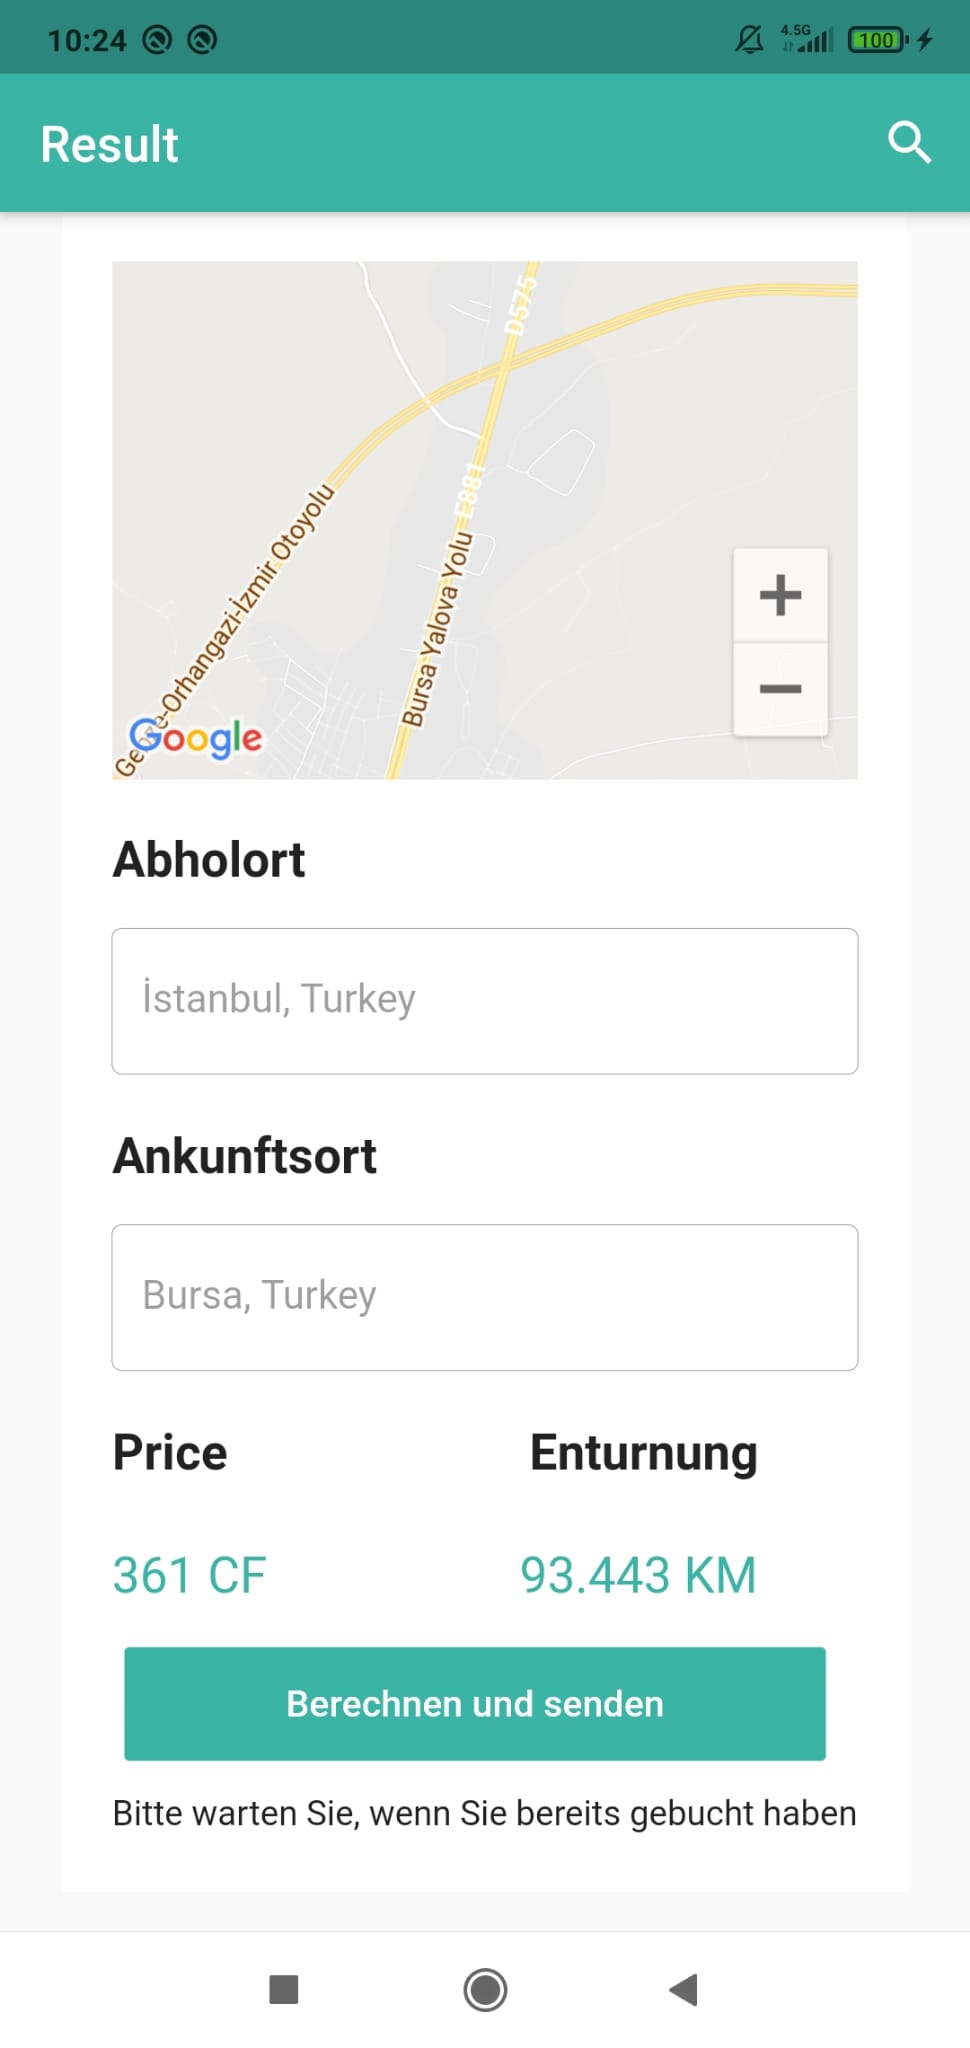 10:24 4.5G 100
Result
D575
E881
Gebze-Orhangazi-İzmir Otoyolu
Bursa Yalova Yolu
Google
Abholort
İstanbul, Turkey
Ankunftsort
Bursa, Turkey
Price Enturnung
361 CF 93.443 KM
Berechnen und senden
Bitte warten Sie, wenn Sie bereits gebucht haben